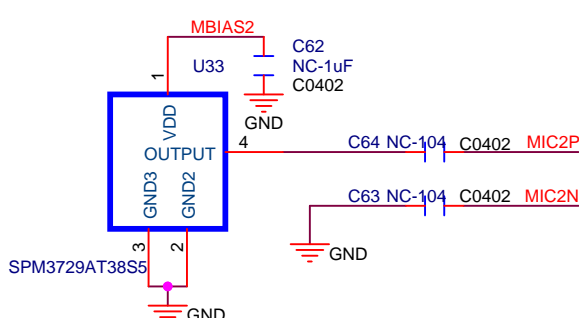 MBIAS2
C62
U33 NC-1uF
C0402
1
VDD
GND
OUTPUT 4
C64 NC-104 C0402 MIC2P
GND3 GND2
C63 NC-104 C0402 MIC2N
3 2
GND
SPM3729AT38S5
GND